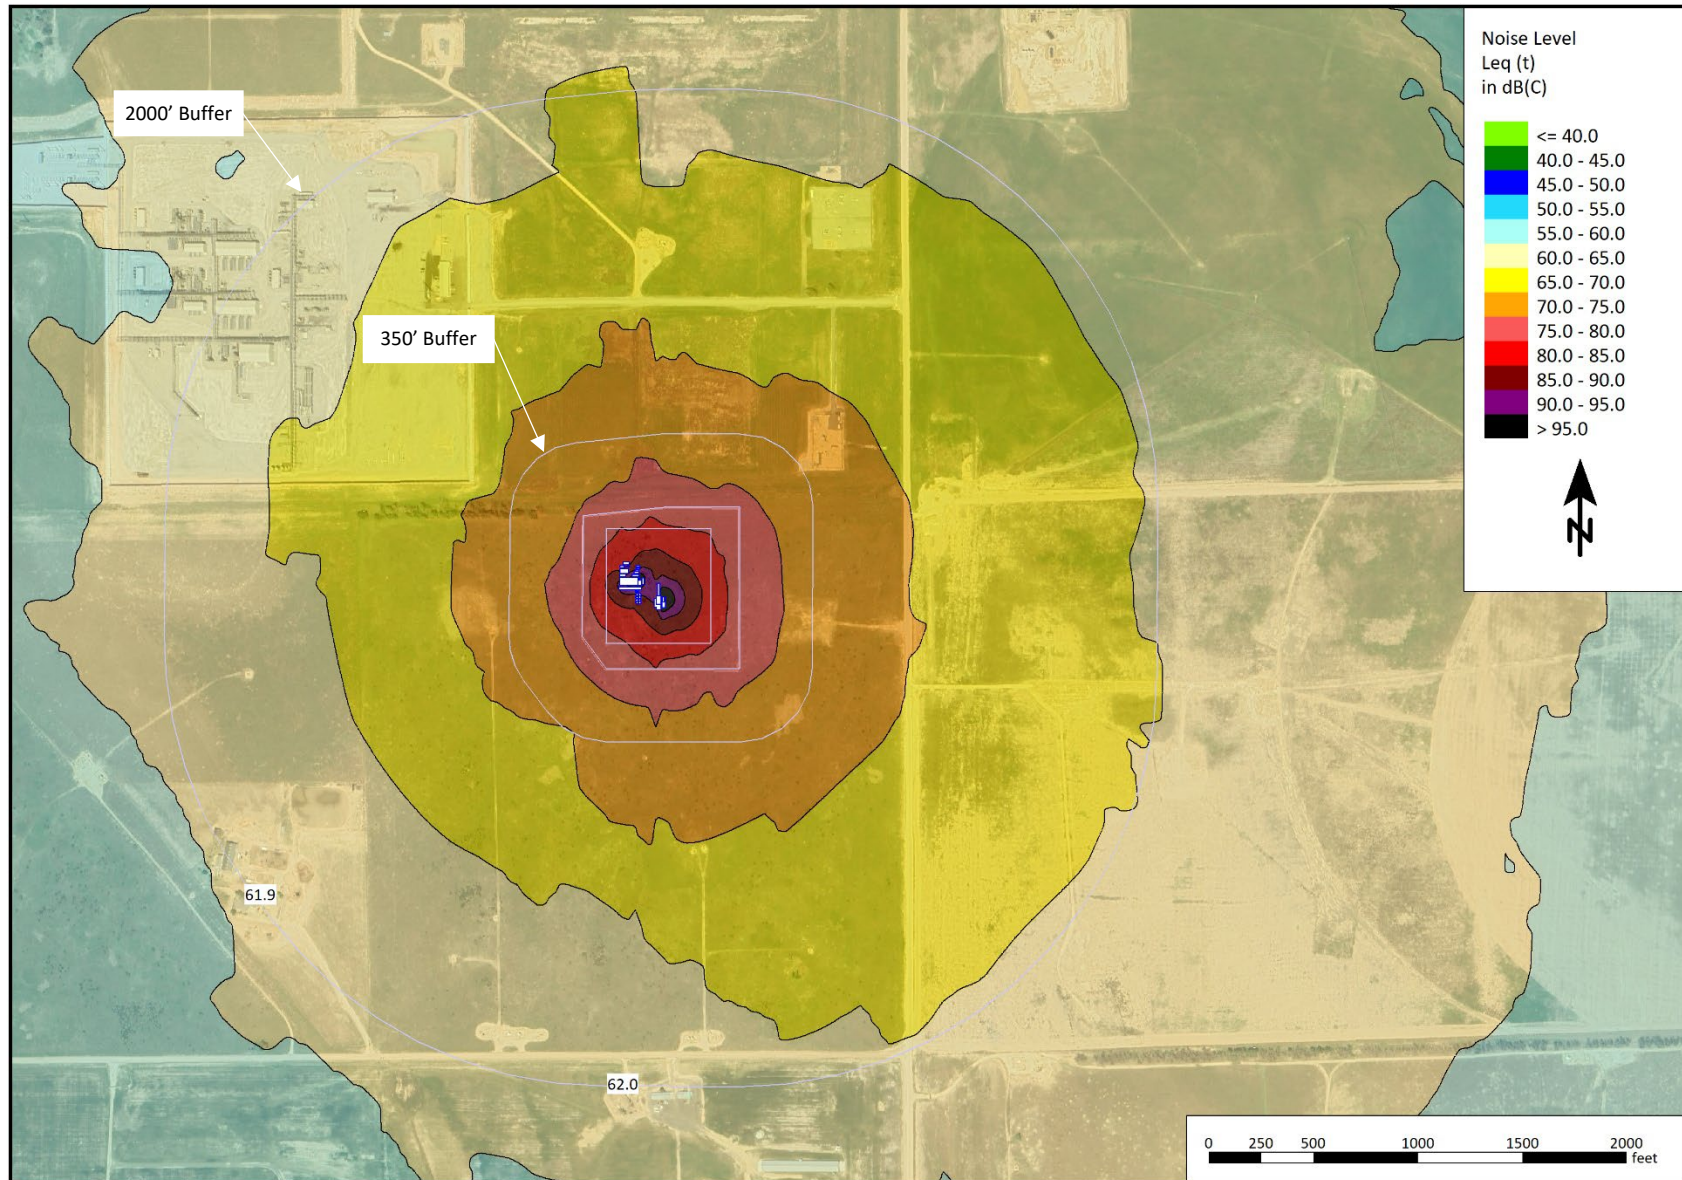 Noise Level
Leq (t)
in dB(C)
<= 40.0
40.0 - 45.0
45.0 - 50.0
50.0 - 55.0
55.0 - 60.0
60.0 - 65.0
65.0 - 70.0
70.0 - 75.0
75.0 - 80.0
80.0 - 85.0
85.0 - 90.0
90.0 - 95.0
> 95.0
N
2000’ Buffer
350’ Buffer
61.9
62.0
0 250 500 1000 1500 2000
feet